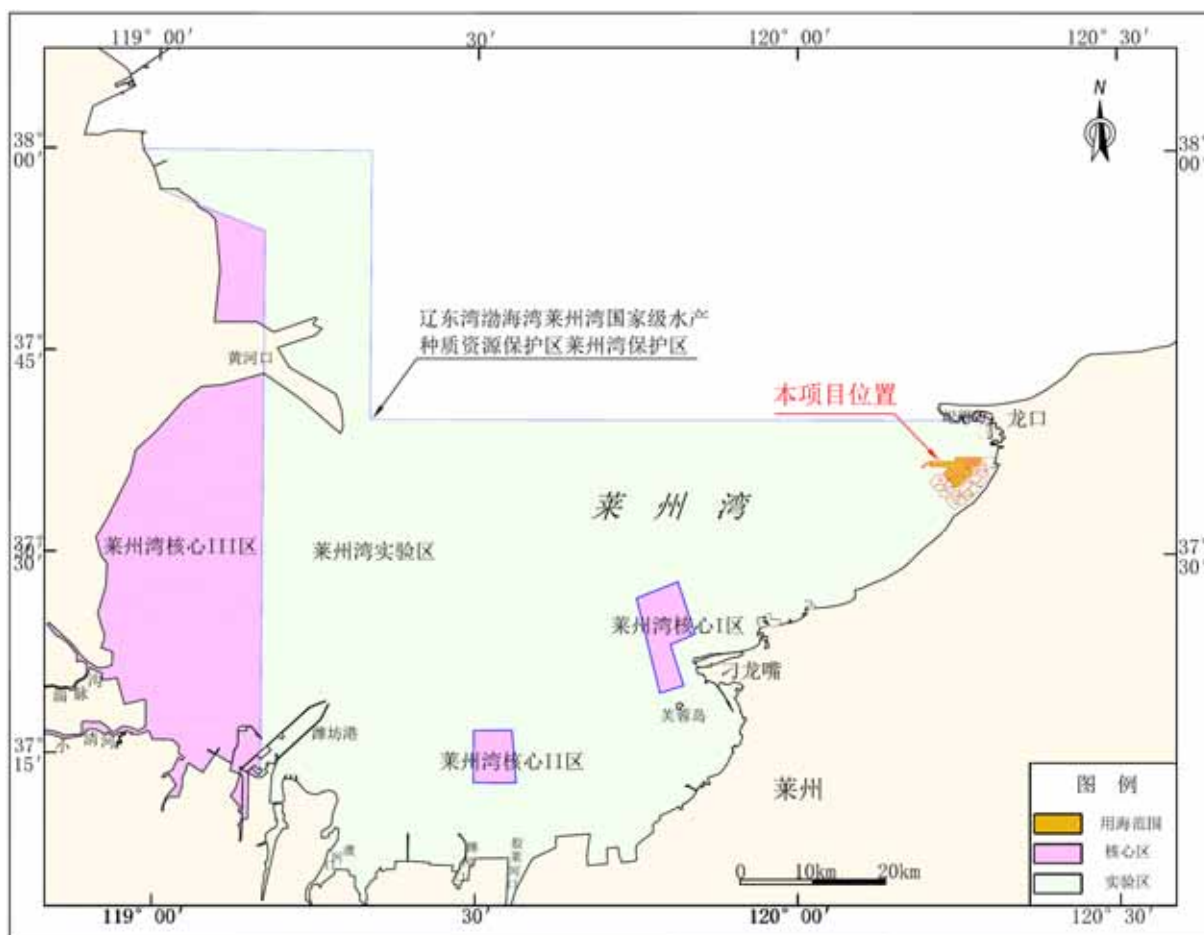 119° 00′
30′
120° 00′
120° 30′
N
38°
00′
38°
00′
辽东湾渤海湾莱州湾国家级水产
种质资源保护区莱州湾保护区
37°
45′
黄河口
本项目位置
龙口
莱州湾
37°
30′
莱州湾核心III区
莱州湾实验区
37°
30′
莱州湾核心I区
刁龙嘴
芙蓉岛
淄脉沟
小清河
潍坊港
37°
15′
莱州湾核心II区
莱州
图例
用海范围
核心区
实验区
0 10km 20km
119° 00′
30′
120° 00′
120° 30′